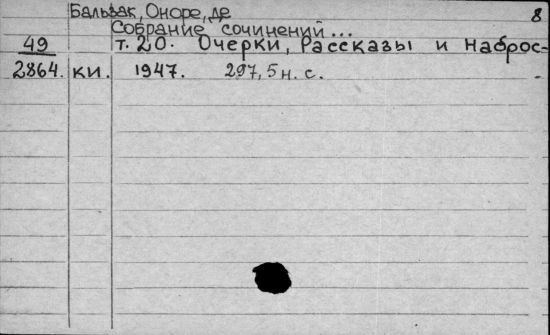 Бальзак, Оноре, де 8
Собрание сочинений...
49 т. 20. Очерки, Рассказы и Наброс-
2864. ки. 1947. 297,5 н. с. -